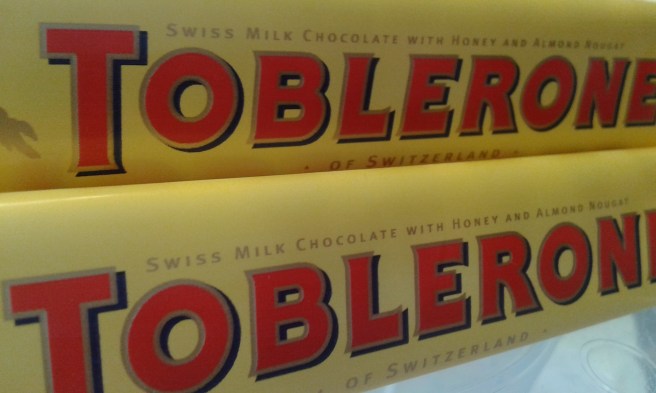 SWISS MILK CHOCOLATE WITH HONEY AND ALMOND NOUGAT
TOBLERONE
· OF SWITZERLAND ·
SWISS MILK CHOCOLATE WITH HONEY AND ALMOND NOUGAT
TOBLERON
· OF SWITZERLAND ·